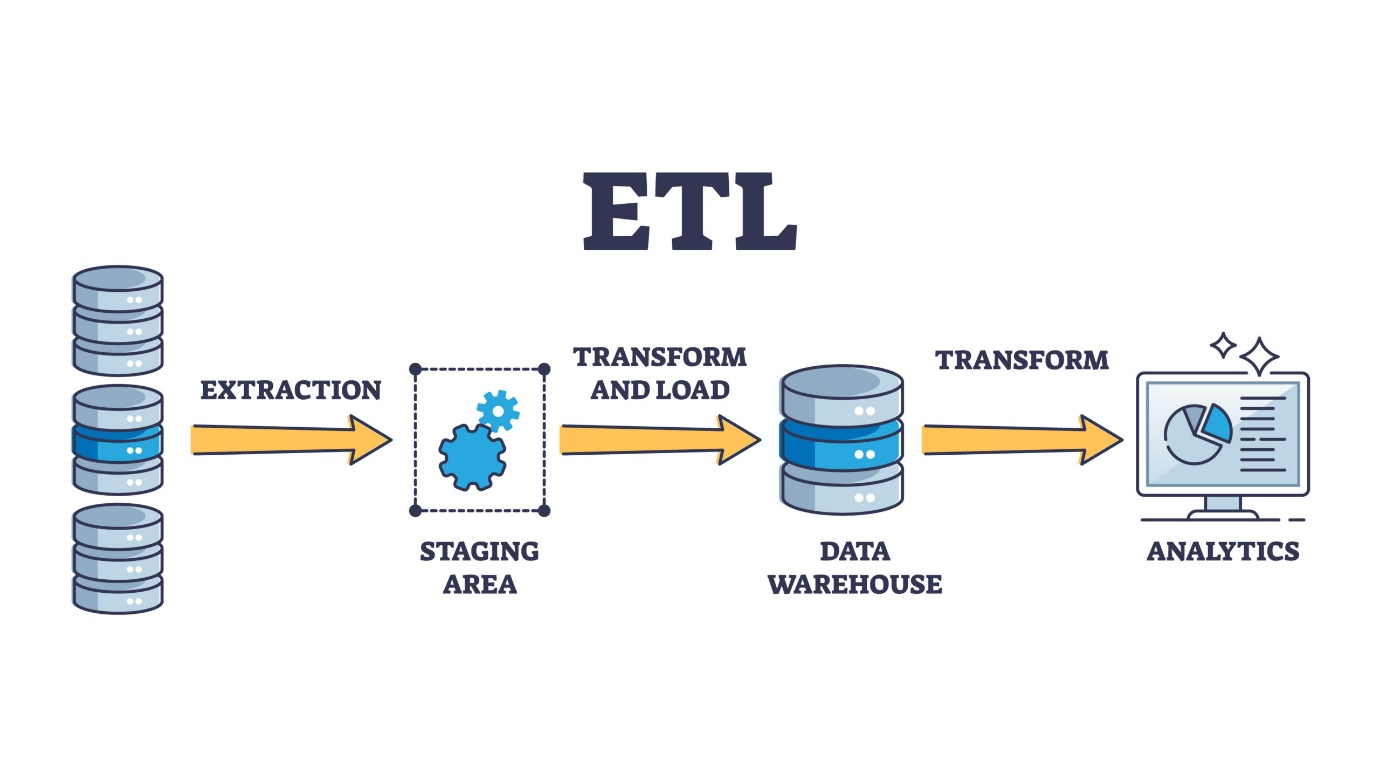 ETL
EXTRACTION
TRANSFORM
AND LOAD
TRANSFORM
STAGING
AREA
DATA
WAREHOUSE
ANALYTICS